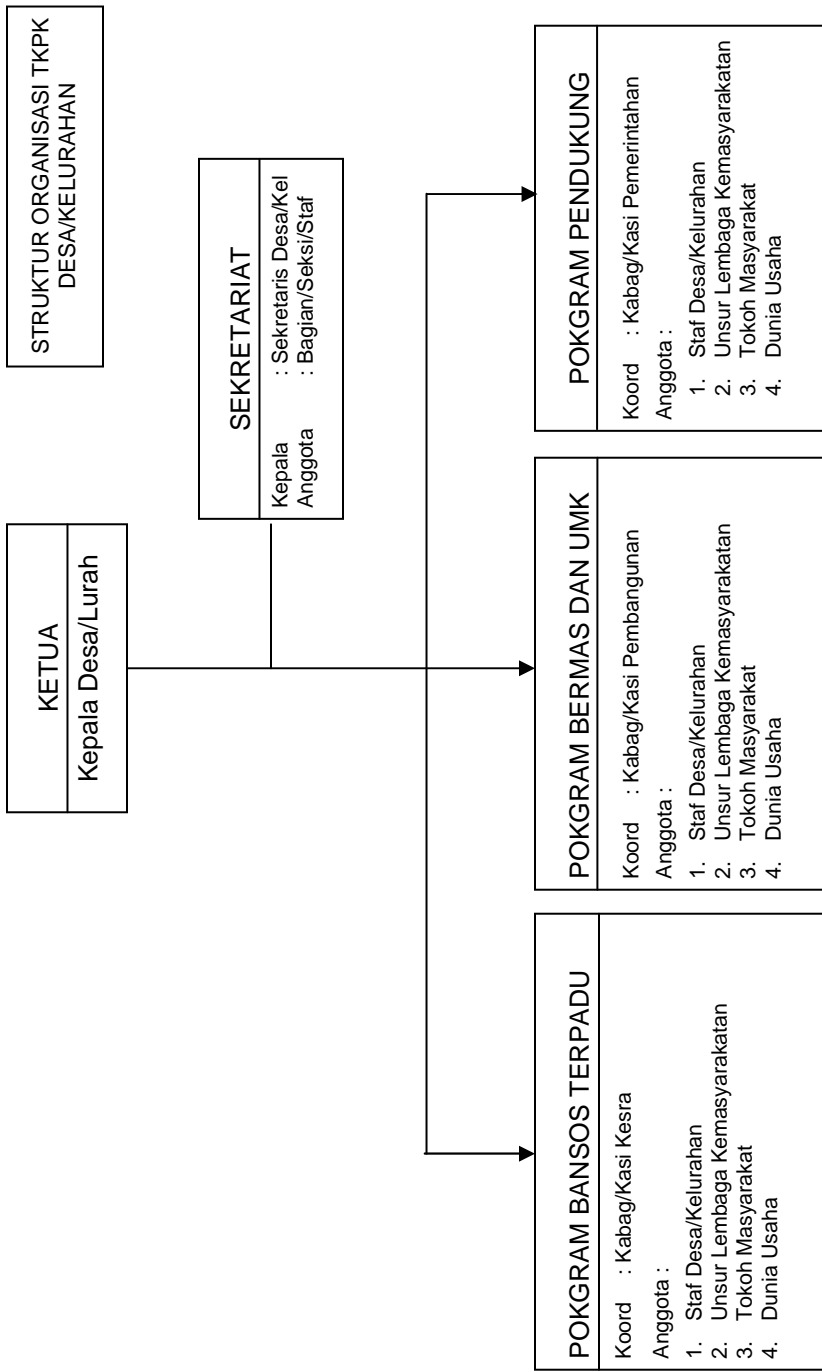 STRUKTUR ORGANISASI TKPK
DESA/KELURAHAN
KETUA
Kepala Desa/Lurah
SEKRETARIAT
Kepala : Sekretaris Desa/Kel
Anggota : Bagian/Seksi/Staf
POKGRAM BANSOS TERPADU
Koord : Kabag/Kasi Kesra
Anggota :
1. Staf Desa/Kelurahan
2. Unsur Lembaga Kemasyarakatan
3. Tokoh Masyarakat
4. Dunia Usaha
POKGRAM BERMAS DAN UMK
Koord : Kabag/Kasi Pembangunan
Anggota :
1. Staf Desa/Kelurahan
2. Unsur Lembaga Kemasyarakatan
3. Tokoh Masyarakat
4. Dunia Usaha
POKGRAM PENDUKUNG
Koord : Kabag/Kasi Pemerintahan
Anggota :
1. Staf Desa/Kelurahan
2. Unsur Lembaga Kemasyarakatan
3. Tokoh Masyarakat
4. Dunia Usaha